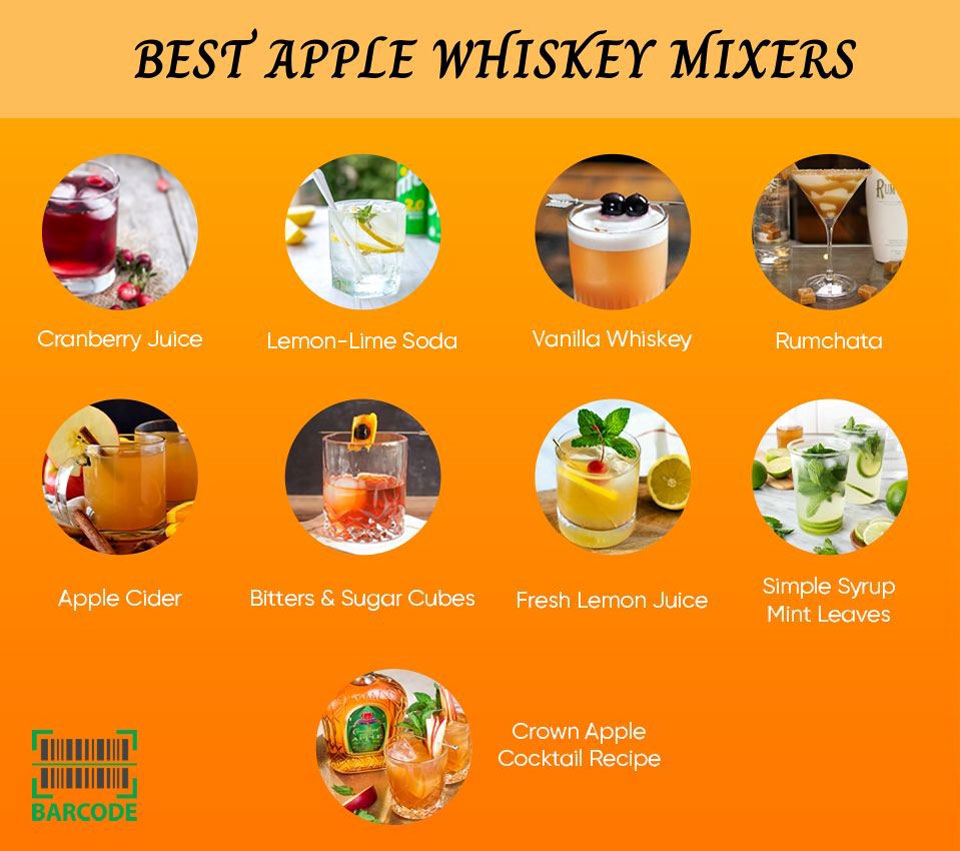 BEST APPLE WHISKEY MIXERS
Cranberry Juice
Lemon-Lime Soda
Vanilla Whiskey
Rumchata
Apple Cider
Bitters & Sugar Cubes
Fresh Lemon Juice
Simple Syrup
Mint Leaves
Crown Apple
Cocktail Recipe
BARCODE